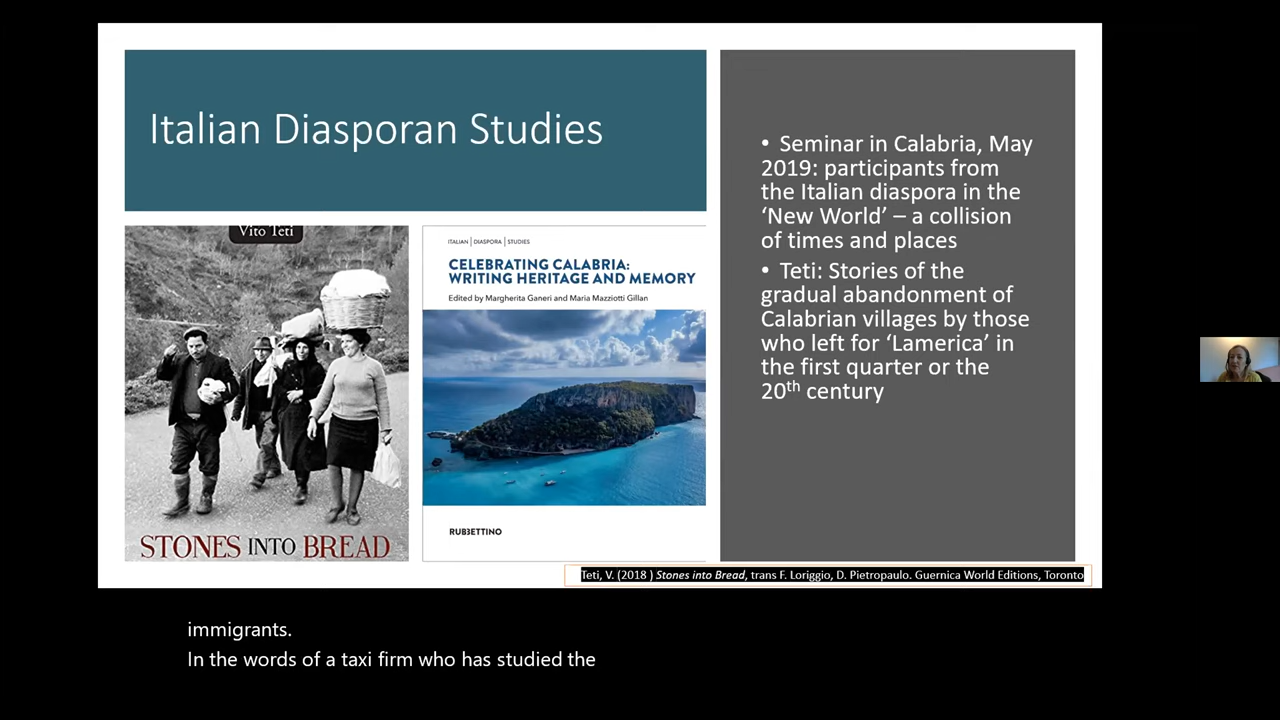 Italian Diasporan Studies
Vito Teti
STONES INTO BREAD
ITALIAN | DIASPORA | STUDIES
CELEBRATING CALABRIA:
WRITING HERITAGE AND MEMORY
Edited by Margherita Ganeri and Maria Mazziotti Gillan
RUBBETTINO
• Seminar in Calabria, May
2019: participants from
the Italian diaspora in the
‘New World’ – a collision
of times and places
• Teti: Stories of the
gradual abandonment of
Calabrian villages by those
who left for ‘Lamerica’ in
the first quarter or the
20th century
Teti, V. (2018 ) Stones into Bread, trans F. Loriggio, D. Pietropaulo. Guernica World Editions, Toronto
immigrants.
In the words of a taxi firm who has studied the